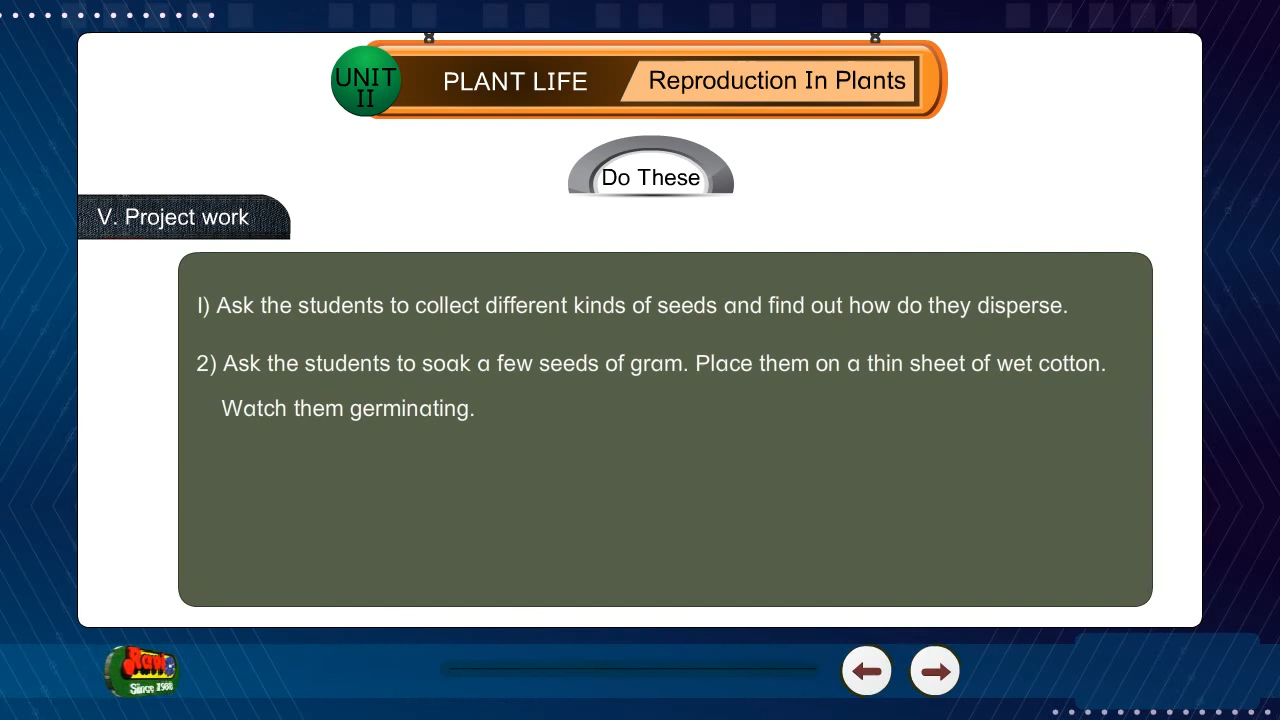 UNIT
II
PLANT LIFE
Reproduction In Plants
Do These
V. Project work
I) Ask the students to collect different kinds of seeds and find out how do they disperse.
2) Ask the students to soak a few seeds of gram. Place them on a thin sheet of wet cotton.
Watch them germinating.
Since 1968